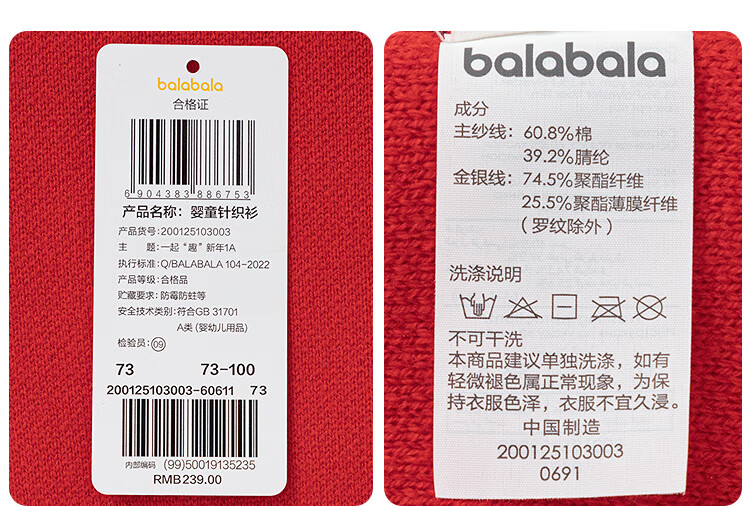 balabala
合格证
6 904383 886753
产品名称：婴童针织衫
产品货号：200125103003
主 题：一起“趣”新年1A
执行标准：Q/BALABALA 104-2022
产品等级：合格品
贮藏要求：防霉防蛀等
安全技术类别：符合GB 31701
A类（婴幼儿用品）
检验员：09
73 73-100
200125103003-60611 73
内部编码 (99)50019135235
RMB239.00
balabala
成分
主纱线：60.8%棉
39.2%腈纶
金银线：74.5%聚酯纤维
25.5%聚酯薄膜纤维
（罗纹除外）
洗涤说明
不可干洗
本商品建议单独洗涤，如有
轻微褪色属正常现象，为保
持衣服色泽，衣服不宜久浸。
中国制造
200125103003
0691